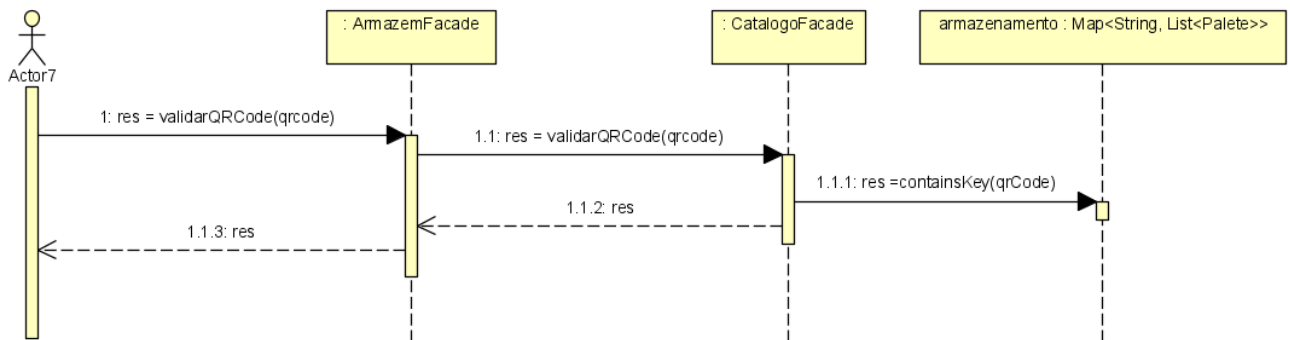 : ArmazemFacade
: CatalogoFacade
armazenamento : Map<String, List<Palete>>
Actor7
1: res = validarQRCode(qrcode)
1.1: res = validarQRCode(qrcode)
1.1.1: res =containsKey(qrCode)
1.1.2: res
1.1.3: res